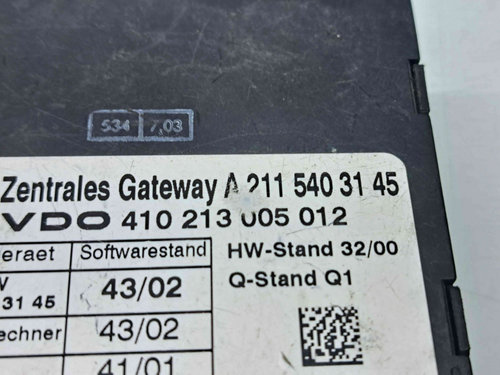 534 7.03
Zentrales Gateway A 211 540 31 45
VDO 410 213 005 012
eraet Softwarestand HW-Stand 32/00
31 45 43/02 Q-Stand Q1
echner 43/02
41/01